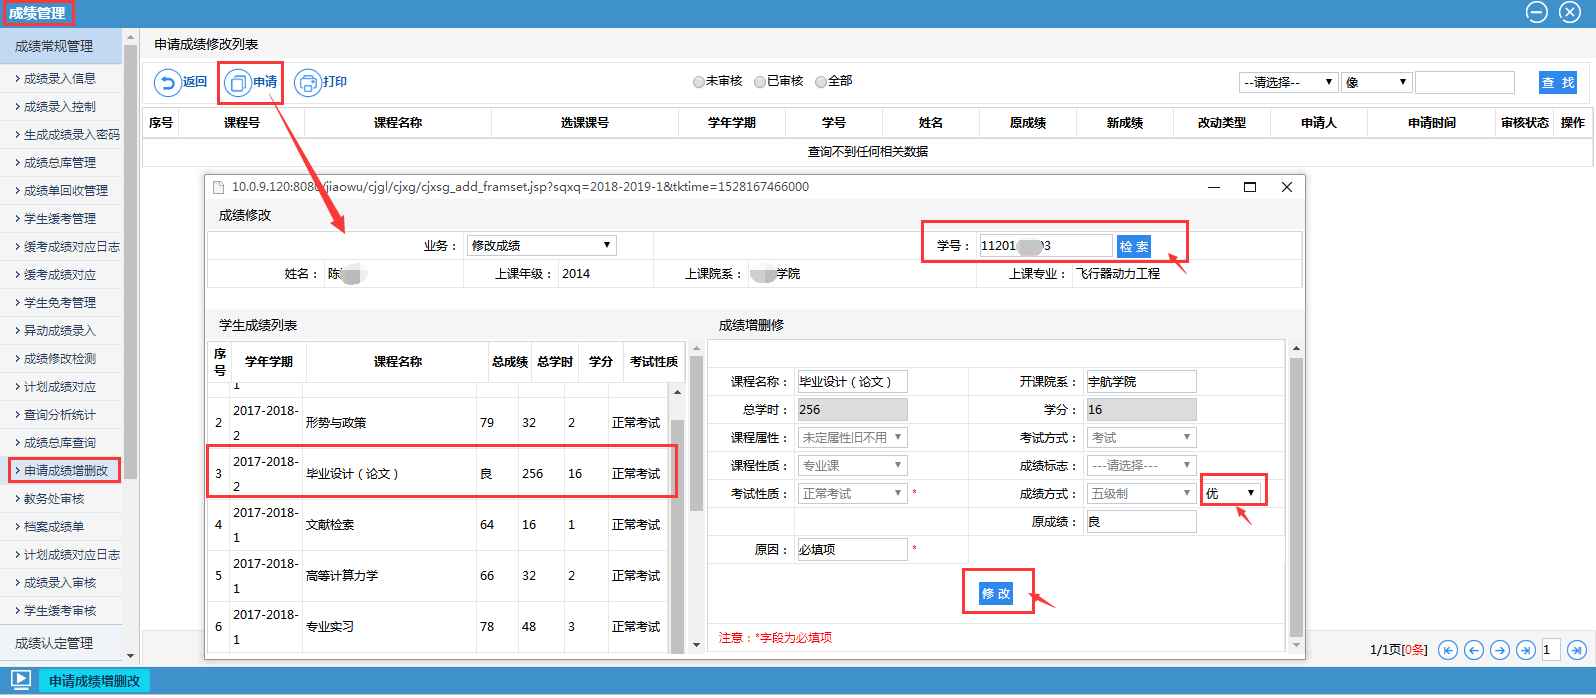 成绩管理
成绩常规管理
成绩录入信息
成绩录入控制
生成成绩录入密码
成绩总库管理
成绩单回收管理
学生缓考管理
缓考成绩对应日志
缓考成绩对应
学生免考管理
异动成绩录入
成绩修改检测
计划成绩对应
查询分析统计
成绩总库查询
申请成绩增删改
教务处审核
档案成绩单
计划成绩对应日志
成绩录入审核
学生缓考审核
成绩认定管理
申请成绩修改列表
返回 申请 打印 未审核 已审核 全部 --请选择-- 像 查 找
序号 课程号 课程名称 选课课号 学年学期 学号 姓名 原成绩 新成绩 改动类型 申请人 申请时间 审核状态 操作
查询不到任何相关数据
10.0.9.120:8080/jiaowu/cjgl/cjxg/cjxsg_add_framset.jsp?sqxq=2018-2019-1&tktime=1528167466000
成绩修改
业务： 修改成绩 学号： 11201 03 检 索
姓名： 陈 上课年级： 2014 上课院系： 学院 上课专业： 飞行器动力工程
学生成绩列表
序号 学年学期 课程名称 总成绩 总学时 学分 考试性质
1
2 2017-2018-2 形势与政策 79 32 2 正常考试
3 2017-2018-2 毕业设计（论文） 良 256 16 正常考试
4 2017-2018-1 文献检索 64 16 1 正常考试
5 2017-2018-1 高等计算力学 66 32 2 正常考试
6 2017-2018-1 专业实习 78 48 3 正常考试
成绩增删修
课程名称： 毕业设计（论文） 开课院系： 宇航学院
总学时： 256 学分： 16
课程属性： 未定属性旧不用 考试方式： 考试
课程性质： 专业课 成绩标志： ---请选择---
考试性质： 正常考试 * 成绩方式： 五级制 优
原成绩： 良
原因： 必填项 *
修 改
注意：*字段为必填项
1/1页[0条] 1
申请成绩增删改